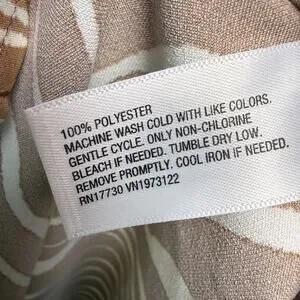 100% POLYESTER
MACHINE WASH COLD WITH LIKE COLORS.
GENTLE CYCLE. ONLY NON-CHLORINE
BLEACH IF NEEDED. TUMBLE DRY LOW.
REMOVE PROMPTLY. COOL IRON IF NEEDED.
RN17730 VN1973122